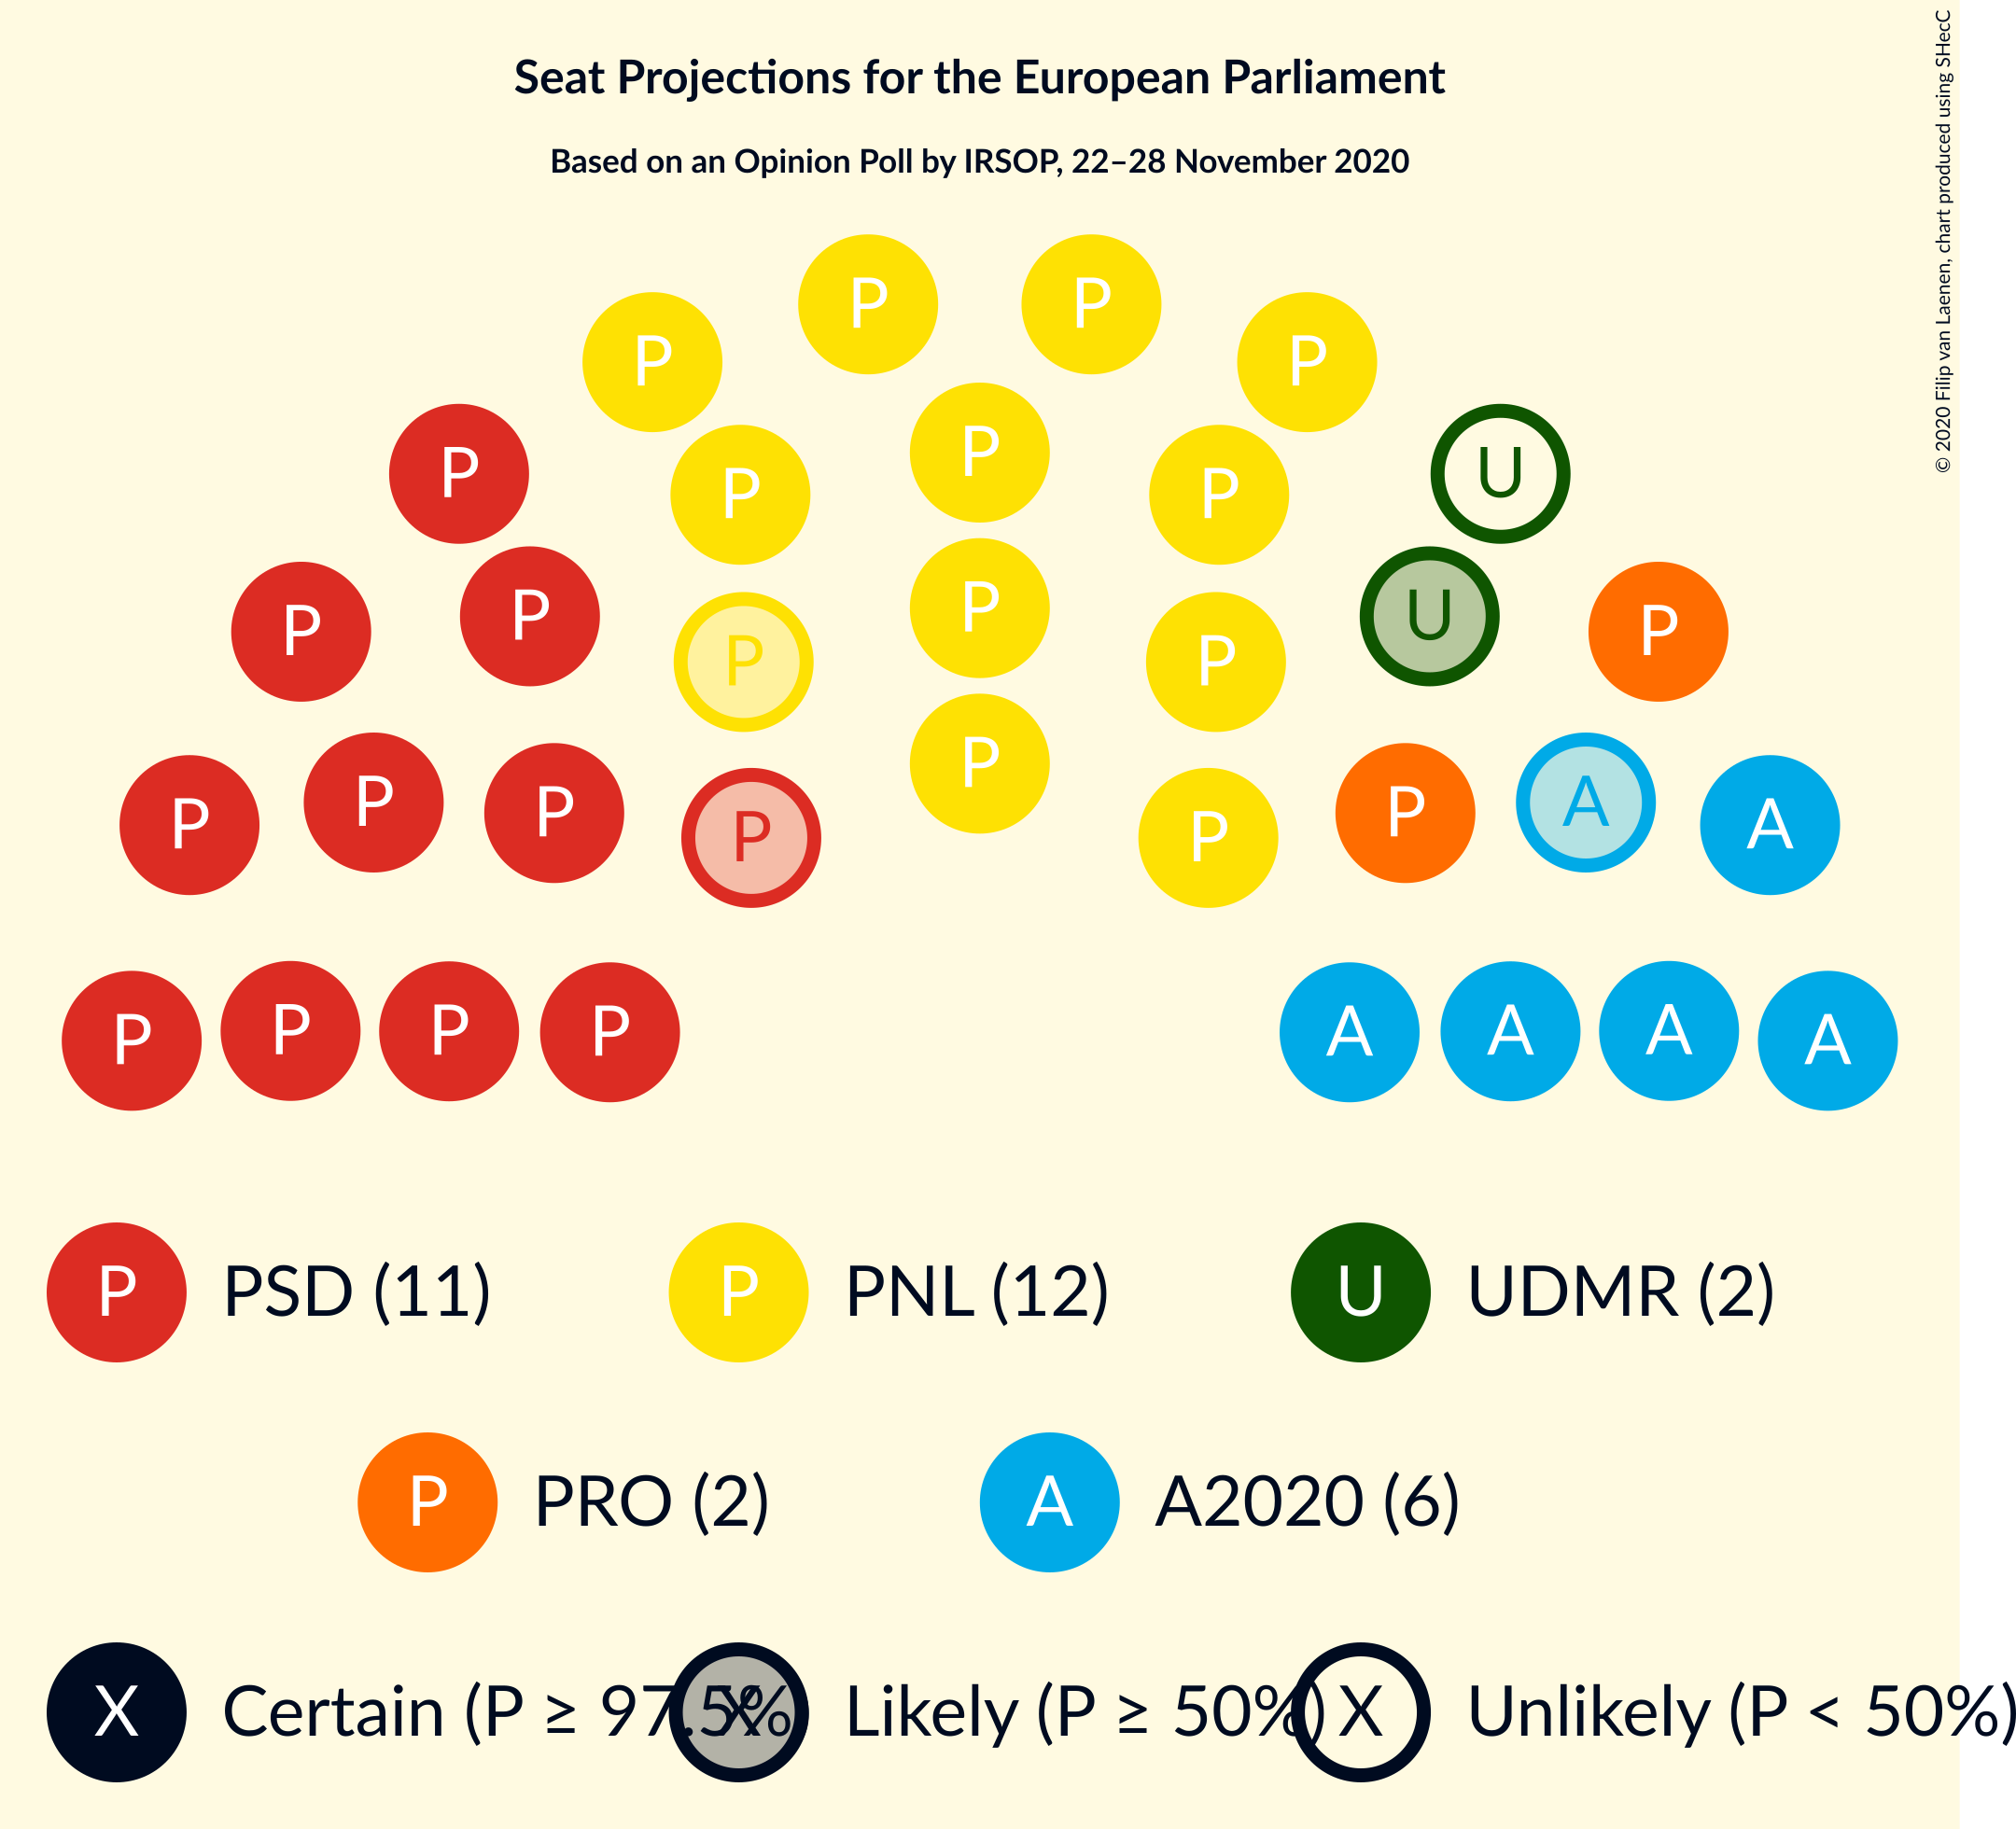 Seat Projections for the European Parliament
Based on an Opinion Poll by IRSOP, 22–28 November 2020
© 2020 Filip van Laenen, chart produced using SHecC
P P
P P
P
P P
P U
P
P U
P P
P P
P
P
P P
P A
P P
P A
P P
P P P P A A A A
P PSD (11) P PNL (12) U UDMR (2)
P PRO (2) A A2020 (6)
X Certain (P ≥ 97.5% X Likely (P ≥ 50%) X Unlikely (P < 50%)